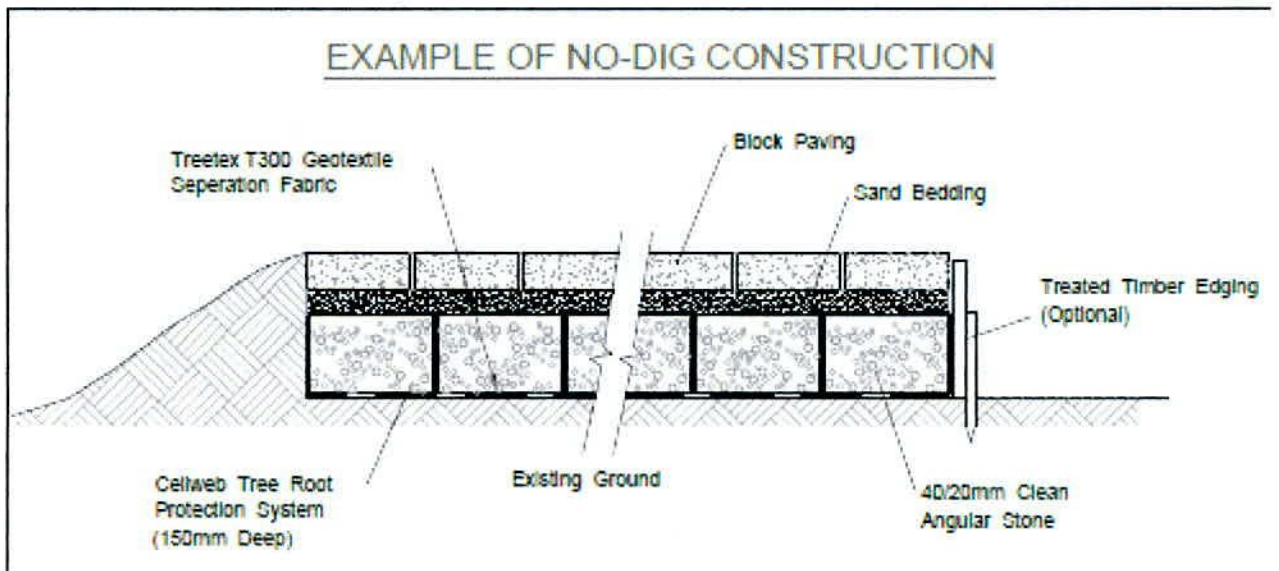 EXAMPLE OF NO-DIG CONSTRUCTION
Treetex T300 Geotextile
Seperation Fabric
Block Paving
Sand Bedding
Treated Timber Edging
(Optional)
Cellweb Tree Root
Protection System
(150mm Deep)
Existing Ground
40/20mm Clean
Angular Stone